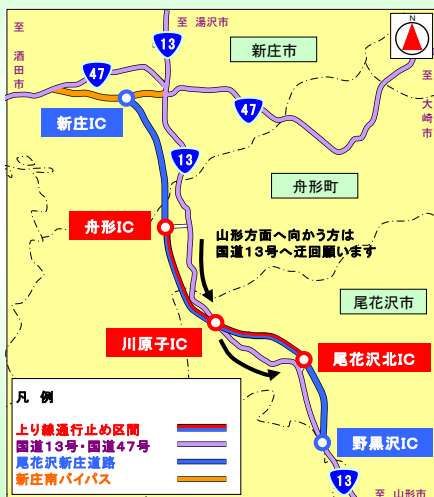 至 湯沢市
N
至 酒田市
13
新庄市
47
至 大崎市
新庄IC
47
13
舟形町
舟形IC
山形方面へ向かう方は
国道13号へ迂回願います
尾花沢市
川原子IC
尾花沢北IC
凡 例
上り線通行止め区間
国道13号・国道47号
尾花沢新庄道路
新庄南バイパス
野黒沢IC
13
至 山形市